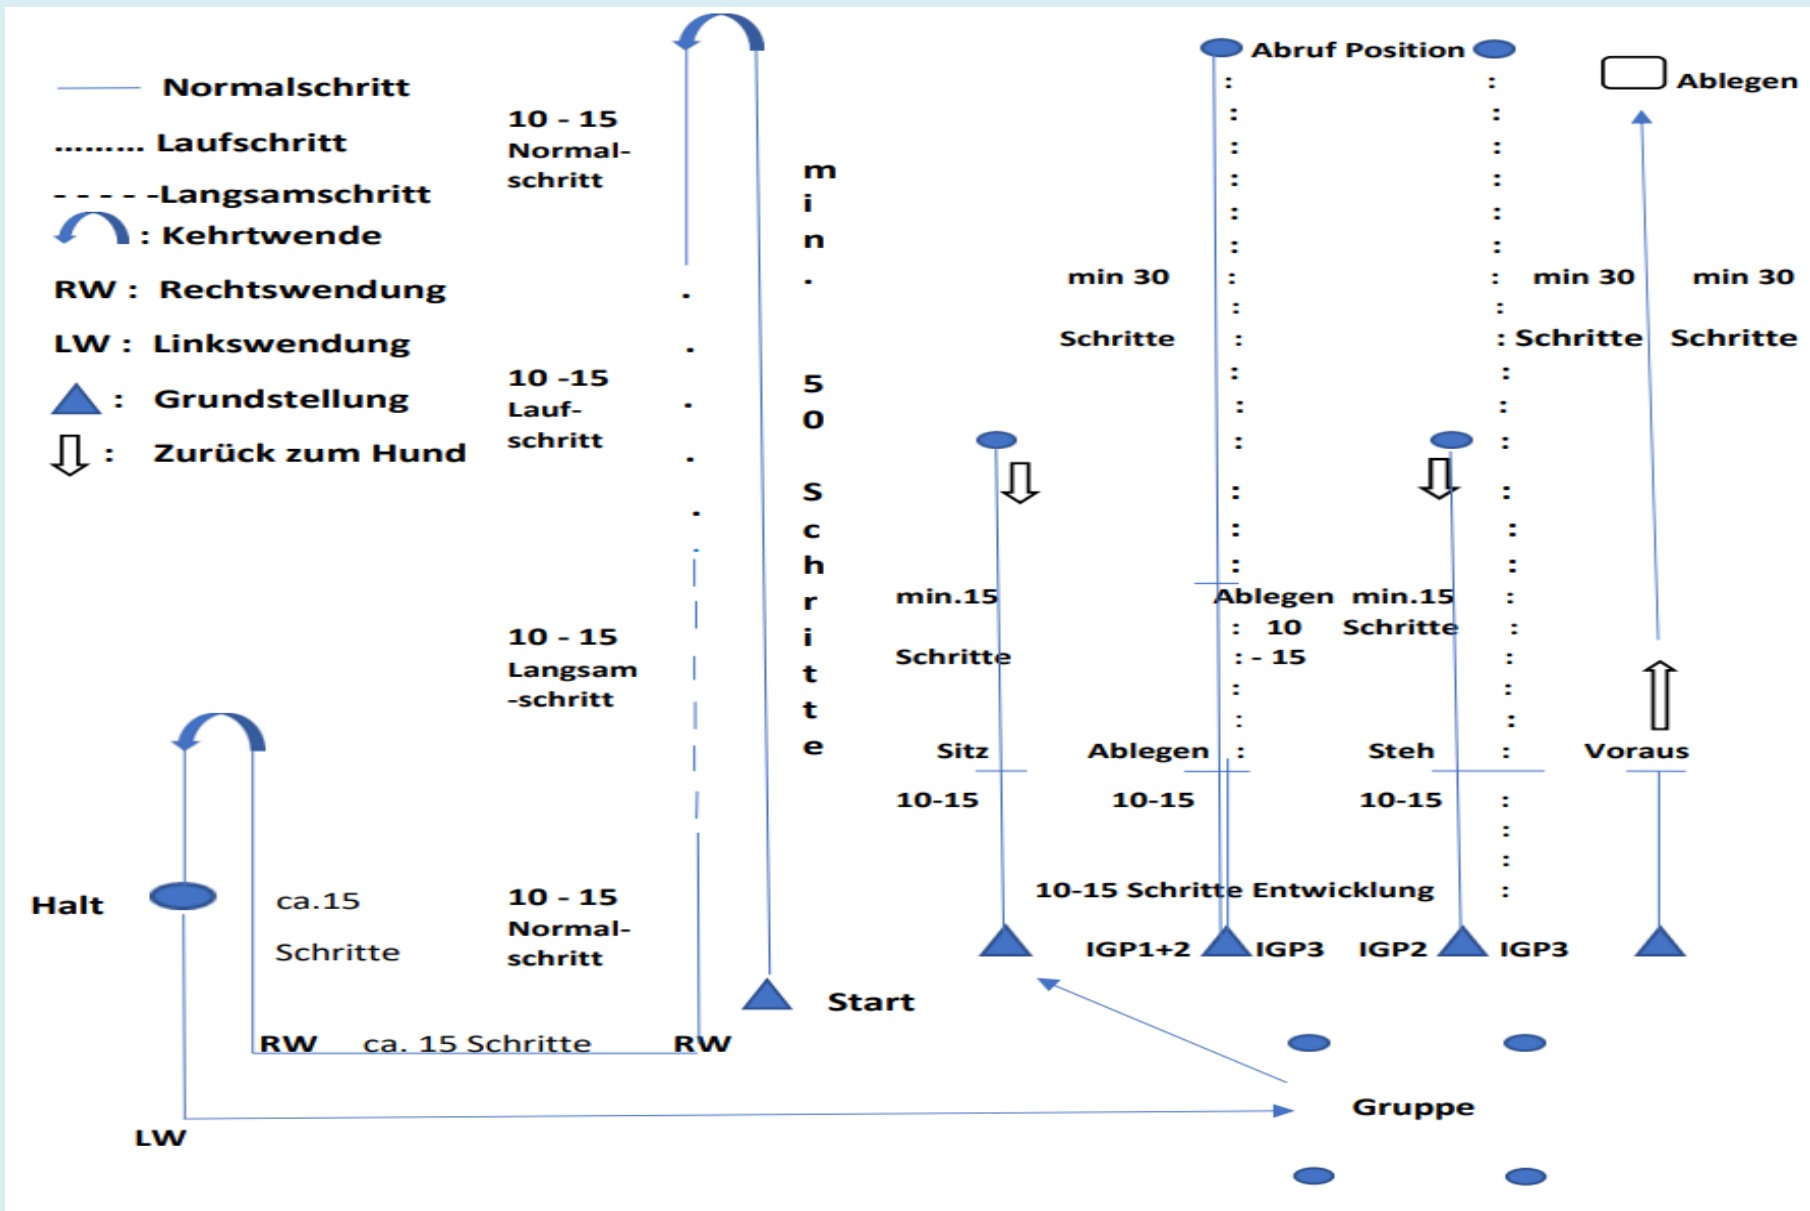 Normalschritt
......... Laufschritt
- - - - -Langsamschritt
: Kehrtwende
RW : Rechtswendung
LW : Linkswendung
: Grundstellung
: Zurück zum Hund
10 - 15
Normal-
schritt
10 -15
Lauf-
schritt
10 - 15
Langsam
-schritt
10 - 15
Normal-
schritt
min. 50 Schritte
Halt
ca.15
Schritte
RW ca. 15 Schritte RW
LW
Start
Abruf Position
Ablegen
min 30
Schritte
min 30
Schritte
min 30
Schritte
min.15
Schritte
Ablegen
10
- 15
min.15
Schritte
Sitz
Ablegen
Steh
Voraus
10-15
10-15
10-15
10-15 Schritte Entwicklung
IGP1+2
IGP3
IGP2
IGP3
Gruppe